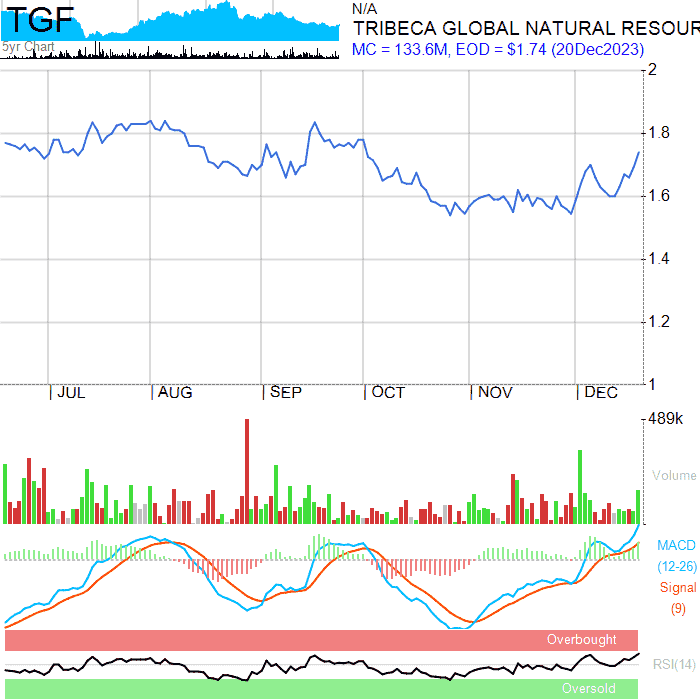 TGF
5yr Chart
N/A
TRIBECA GLOBAL NATURAL RESOUR
MC = 133.6M, EOD = $1.74 (20Dec2023)
2
1.8
1.6
1.4
1.2
1
JUL
AUG
SEP
OCT
NOV
DEC
489k
Volume
MACD
(12-26)
Signal
(9)
Overbought
RSI(14)
Oversold